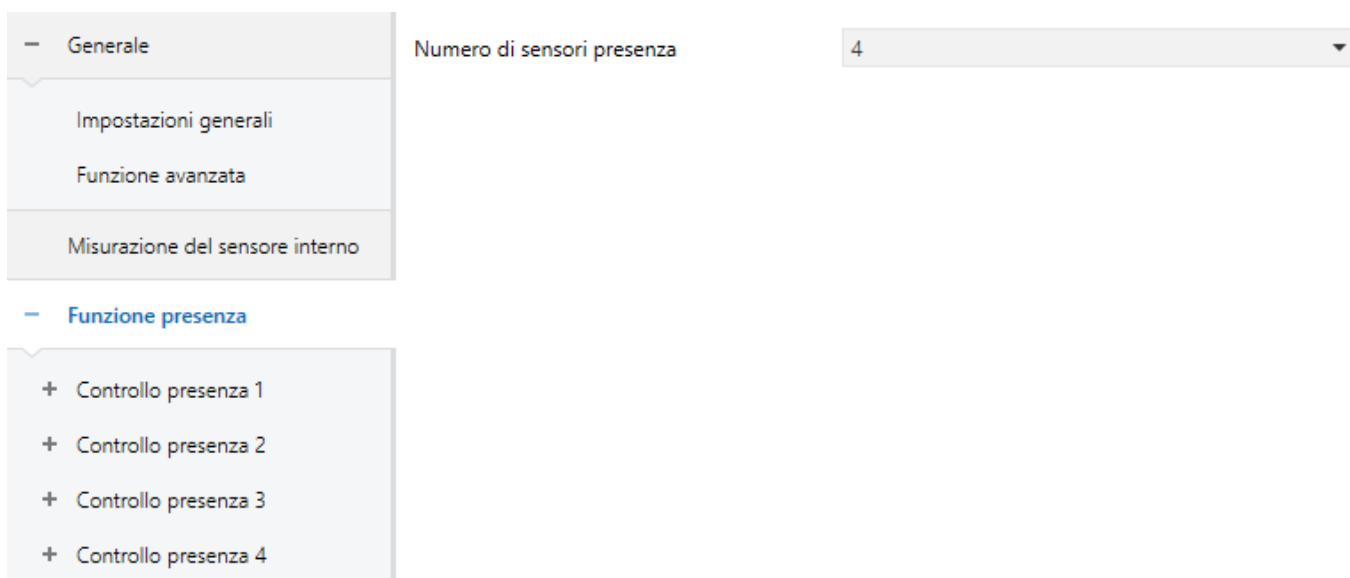 Generale
Numero di sensori presenza 4
Impostazioni generali
Funzione avanzata
Misurazione del sensore interno
Funzione presenza
Controllo presenza 1
Controllo presenza 2
Controllo presenza 3
Controllo presenza 4